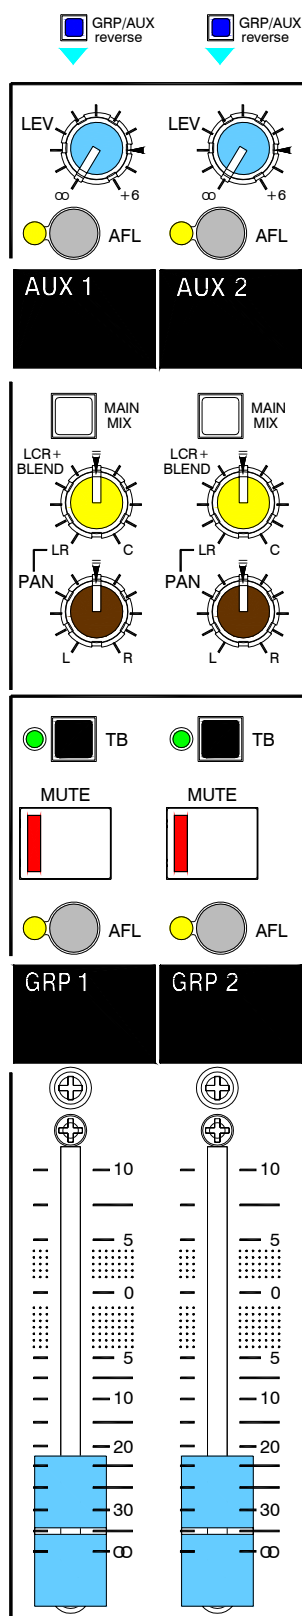 GRP/AUX reverse GRP/AUX reverse
LEV LEV
∞ +6 ∞ +6
AFL AFL
AUX 1 AUX 2
MAIN MIX MAIN MIX
LCR+ BLEND LCR+ BLEND
LR C LR C
PAN PAN
L R L R
TB TB
MUTE MUTE
AFL AFL
GRP 1 GRP 2
10 10
5 5
0 0
5 5
10 10
20 20
30 30
∞ ∞